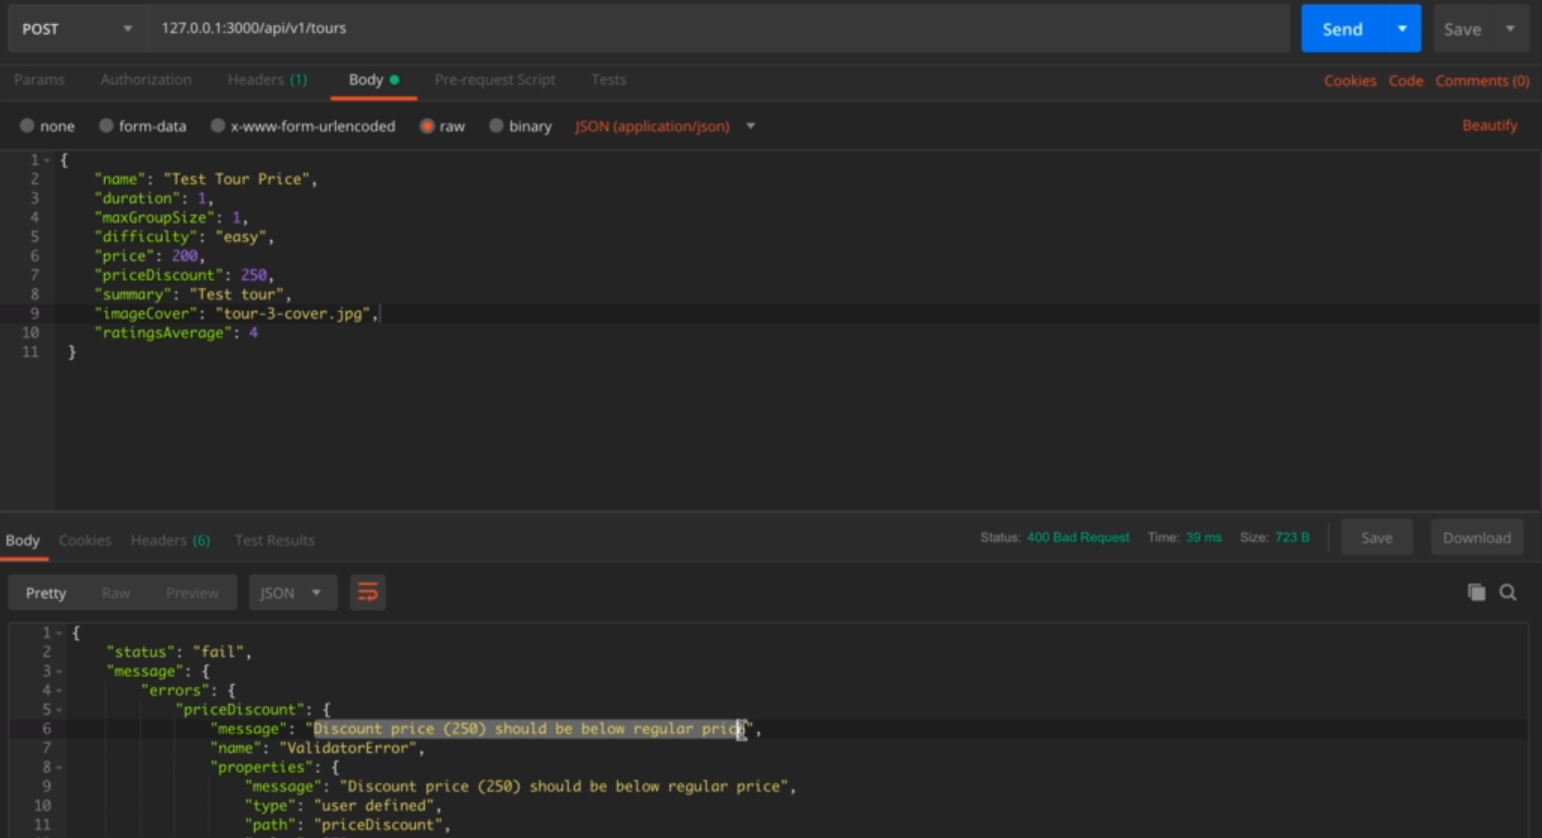 POST 127.0.0.1:3000/api/v1/tours Send Save
Params Authorization Headers (1) Body Pre-request Script Tests Cookies Code Comments (0)
none form-data x-www-form-urlencoded raw binary JSON (application/json) Beautify
1 {
2 "name": "Test Tour Price",
3 "duration": 1,
4 "maxGroupSize": 1,
5 "difficulty": "easy",
6 "price": 200,
7 "priceDiscount": 250,
8 "summary": "Test tour",
9 "imageCover": "tour-3-cover.jpg",
10 "ratingsAverage": 4
11 }
Body Cookies Headers (6) Test Results Status: 400 Bad Request Time: 39 ms Size: 723 B Save Download
Pretty Raw Preview JSON
1 {
2 "status": "fail",
3 "message": {
4 "errors": {
5 "priceDiscount": {
6 "message": "Discount price (250) should be below regular price",
7 "name": "ValidatorError",
8 "properties": {
9 "message": "Discount price (250) should be below regular price",
10 "type": "user defined",
11 "path": "priceDiscount",